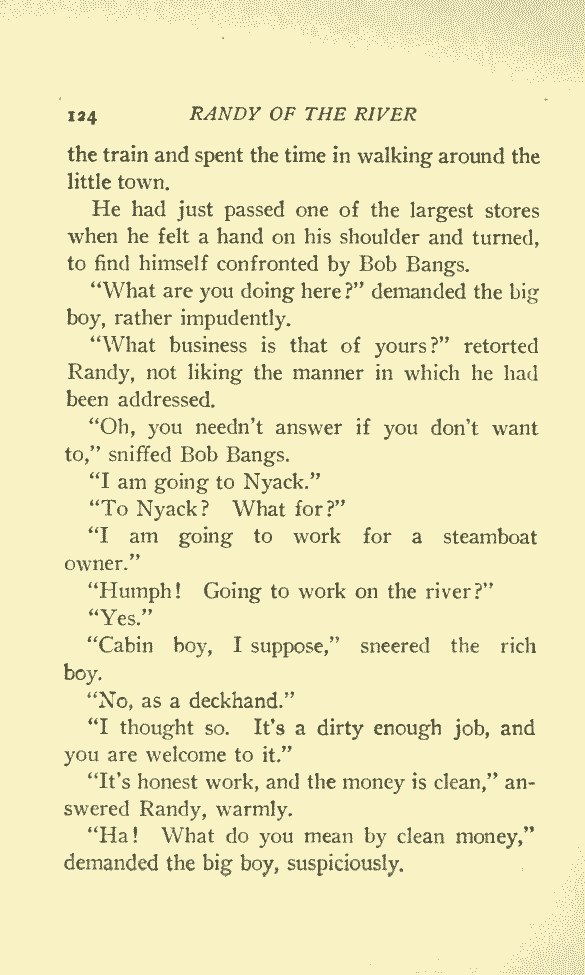 124 RANDY OF THE RIVER
the train and spent the time in walking around the
little town.
He had just passed one of the largest stores
when he felt a hand on his shoulder and turned,
to find himself confronted by Bob Bangs.
“What are you doing here?” demanded the big
boy, rather impudently.
“What business is that of yours?” retorted
Randy, not liking the manner in which he had
been addressed.
“Oh, you needn’t answer if you don’t want
to,” sniffed Bob Bangs.
“I am going to Nyack.”
“To Nyack? What for?”
“I am going to work for a steamboat
owner.”
“Humph! Going to work on the river?”
“Yes.”
“Cabin boy, I suppose,” sneered the rich
boy.
“No, as a deckhand.”
“I thought so. It’s a dirty enough job, and
you are welcome to it.”
“It’s honest work, and the money is clean,” an-
swered Randy, warmly.
“Ha! What do you mean by clean money,”
demanded the big boy, suspiciously.